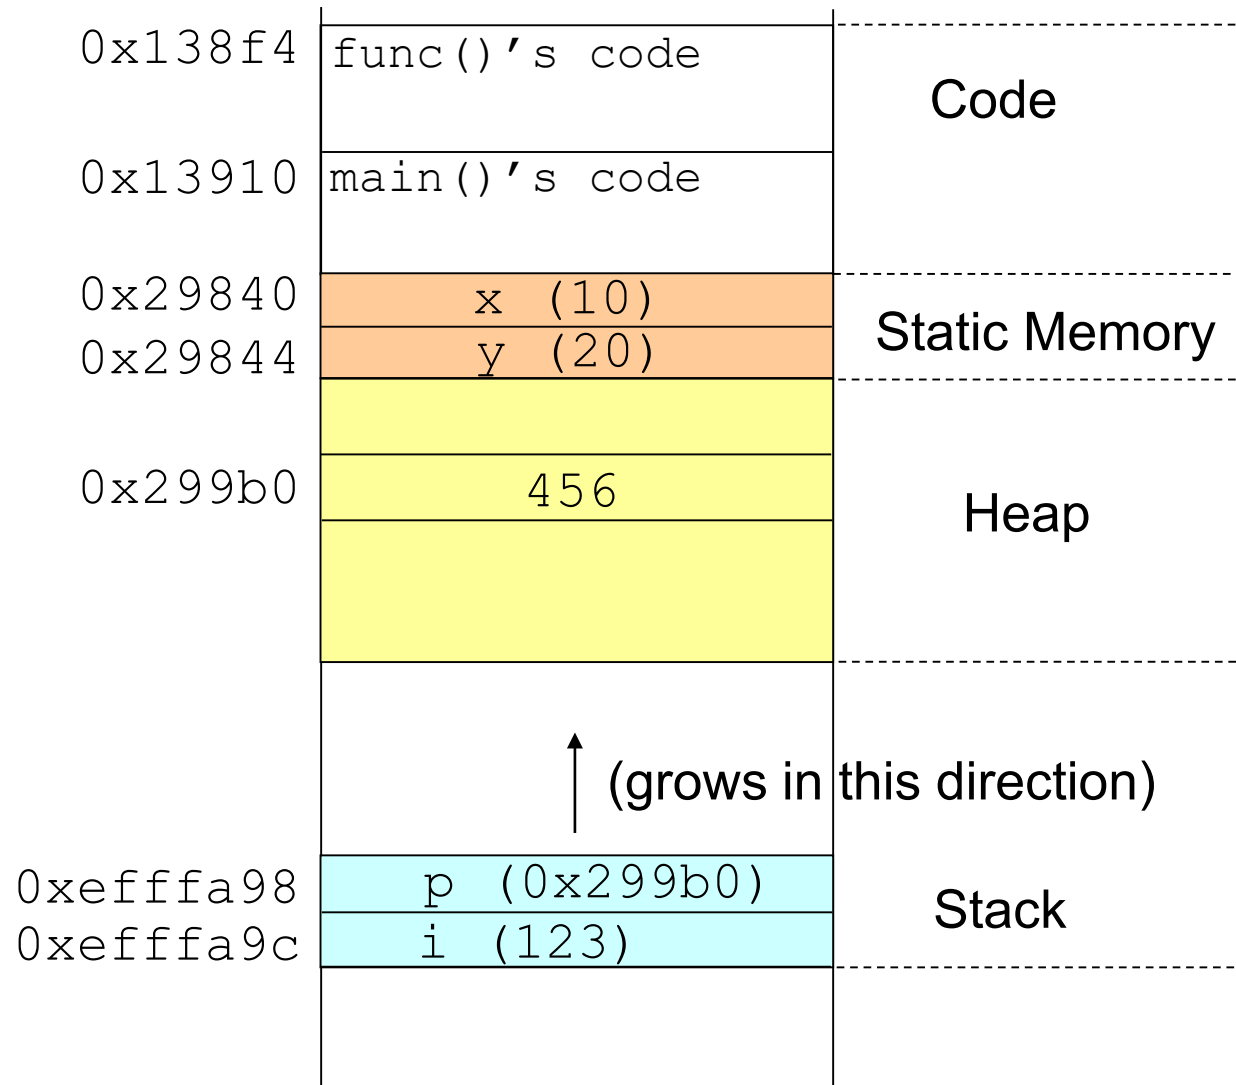 0x138f4 func()’s code
Code
0x13910 main()’s code
0x29840 x (10)
Static Memory
0x29844 y (20)
0x299b0 456
Heap
(grows in this direction)
0xefffa98 p (0x299b0)
Stack
0xefffa9c i (123)